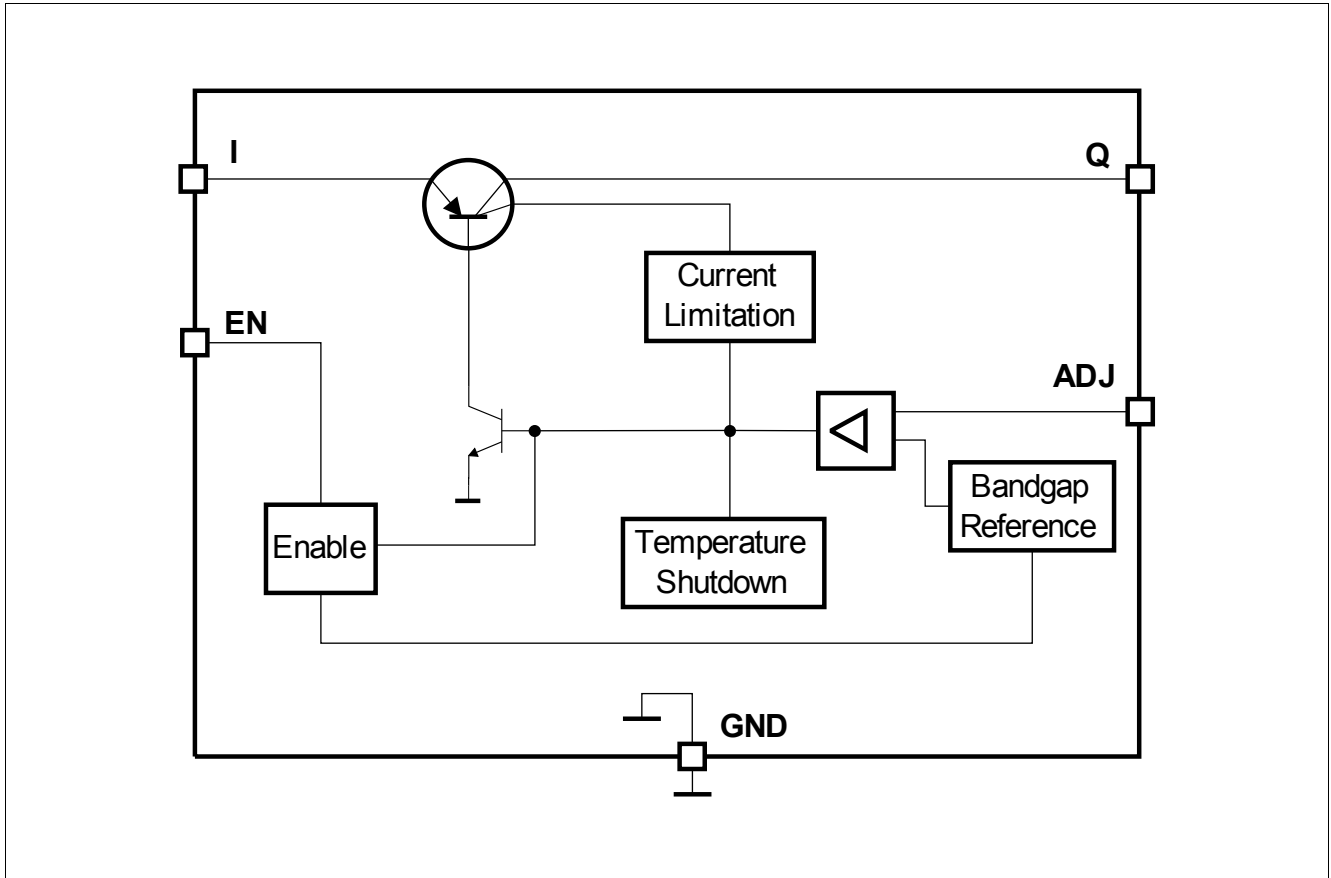 I
Q
Current
Limitation
EN
ADJ
Bandgap
Reference
Enable
Temperature
Shutdown
GND